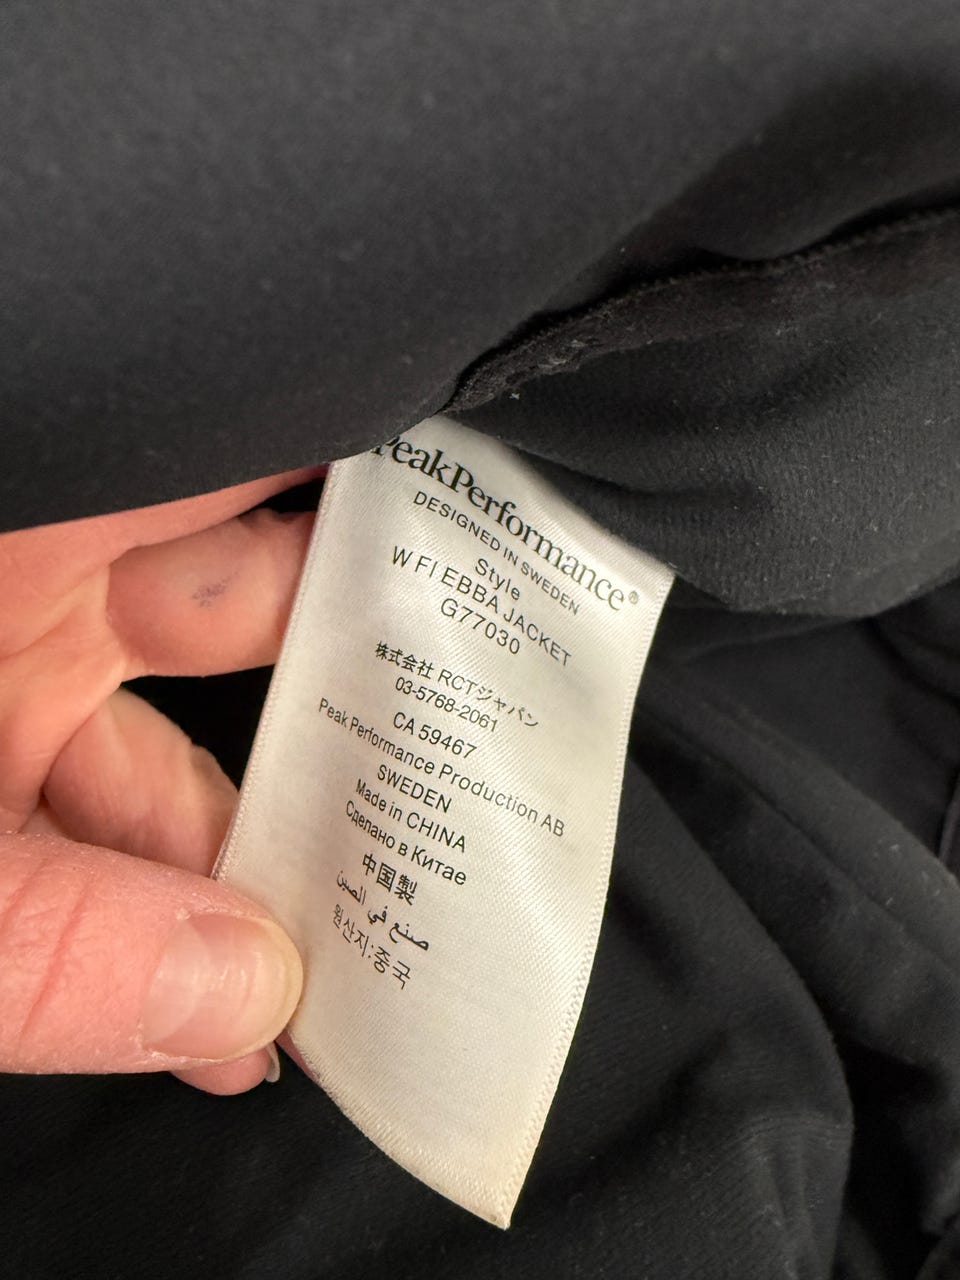 PeakPerformance®
DESIGNED IN SWEDEN
Style
W FI EBBA JACKET
G77030
株式会社 RCTジャパン
03-5768-2061
CA 59467
Peak Performance Production AB
SWEDEN
Made in CHINA
Сделано в Китае
中国製
صنع في الصين
원산지:중국